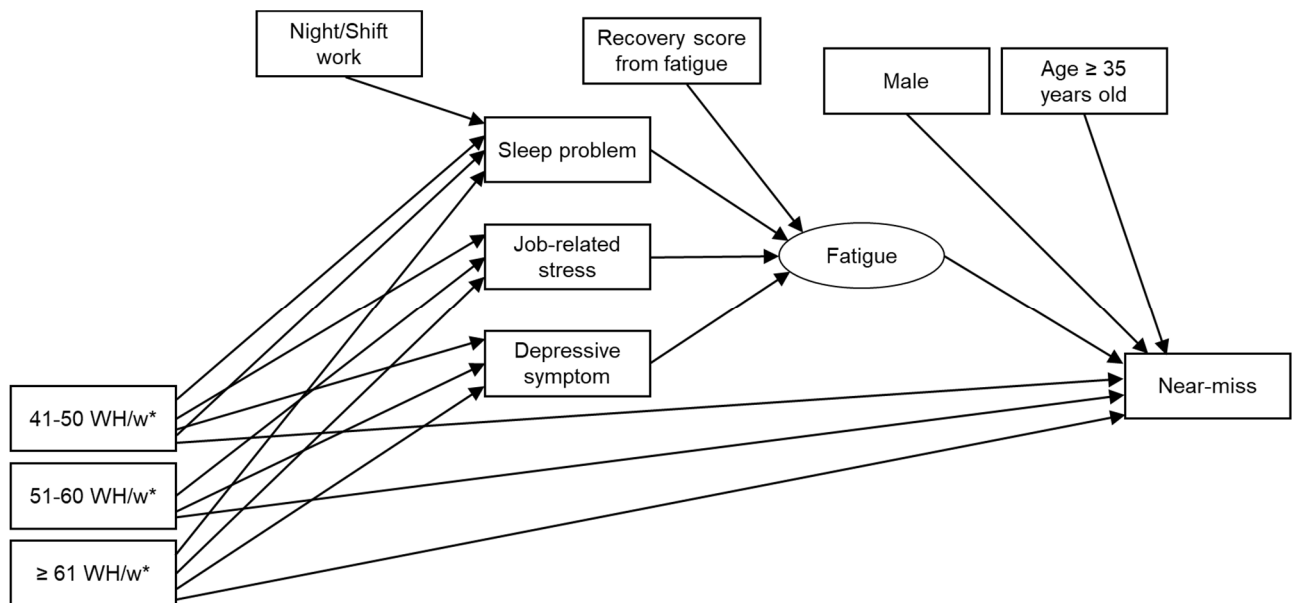 Night/Shift
work
Recovery score
from fatigue
Male
Age ≥ 35
years old
Sleep problem
Job-related
stress
Fatigue
Depressive
symptom
Near-miss
41-50 WH/w*
51-60 WH/w*
≥ 61 WH/w*